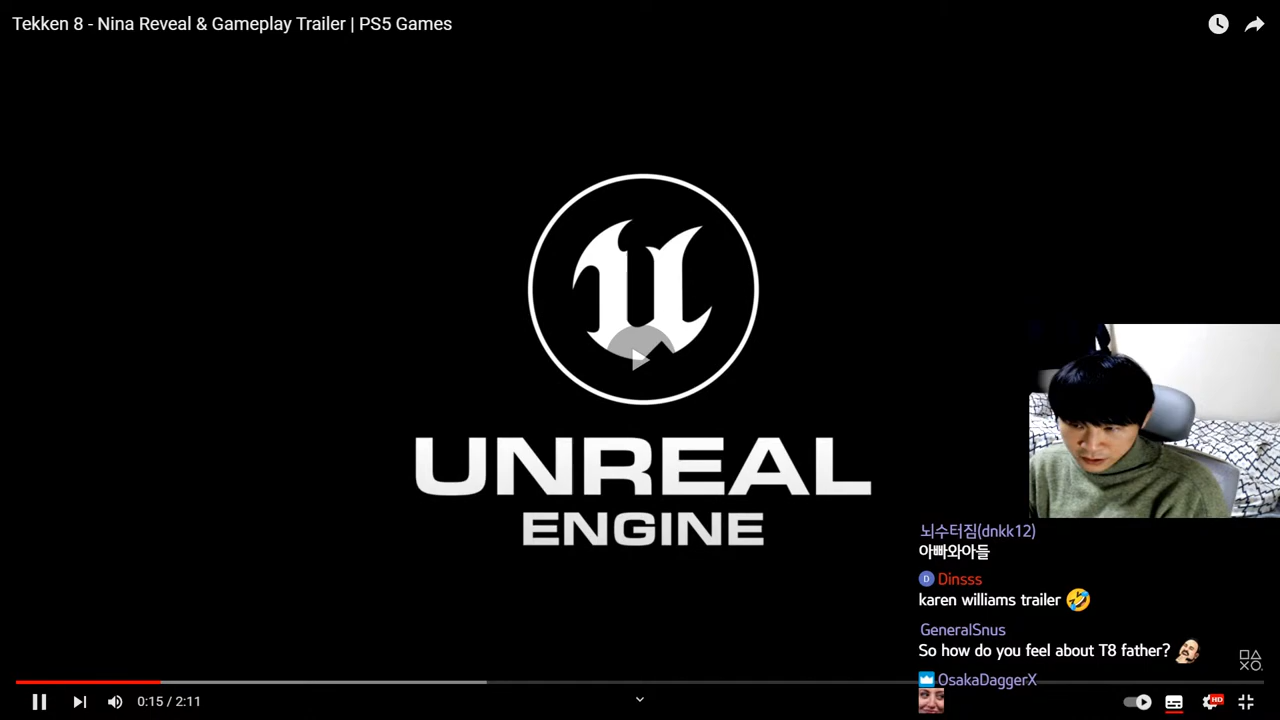 Tekken 8 - Nina Reveal & Gameplay Trailer | PS5 Games
UNREAL
ENGINE
뇌수터짐(dnkk12)
아빠와아들
D Dinsss
karen williams trailer 🤣
GeneralSnus
So how do you feel about T8 father?
OsakaDaggerX
0:15 / 2:11
HD